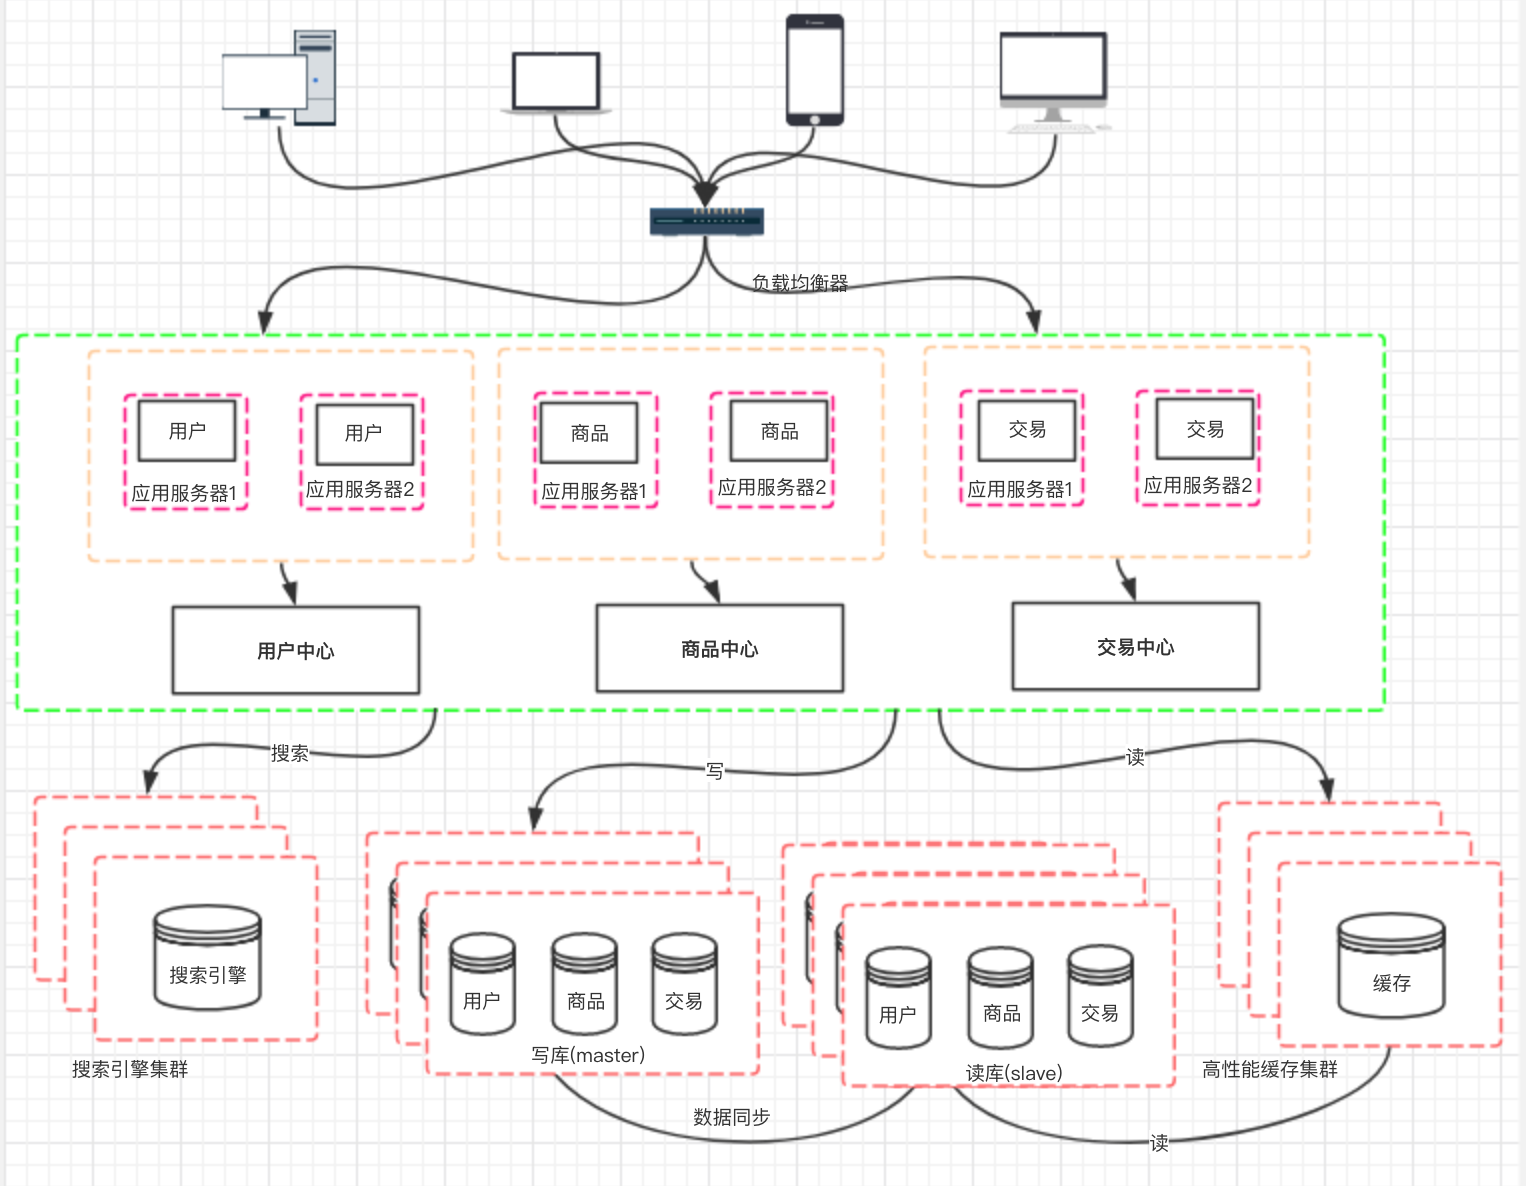 负载均衡器
用户
用户
商品
商品
交易
交易
应用服务器1
应用服务器2
应用服务器1
应用服务器2
应用服务器1
应用服务器2
用户中心
商品中心
交易中心
搜索
写
读
搜索引擎
用户
商品
交易
用户
商品
交易
缓存
写库(master)
读库(slave)
搜索引擎集群
高性能缓存集群
数据同步
读